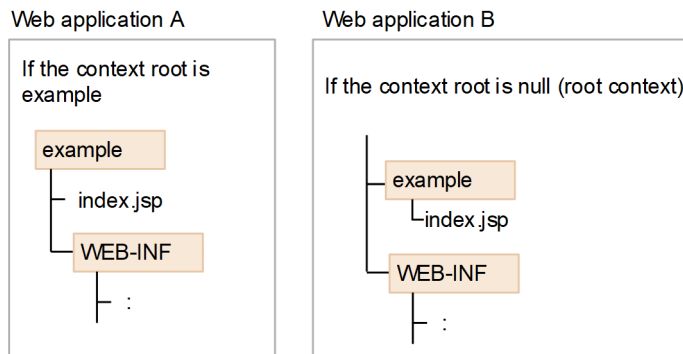 Web application A
If the context root is
example
example
index.jsp
WEB-INF
:
Web application B
If the context root is null (root context)
example
index.jsp
WEB-INF
: